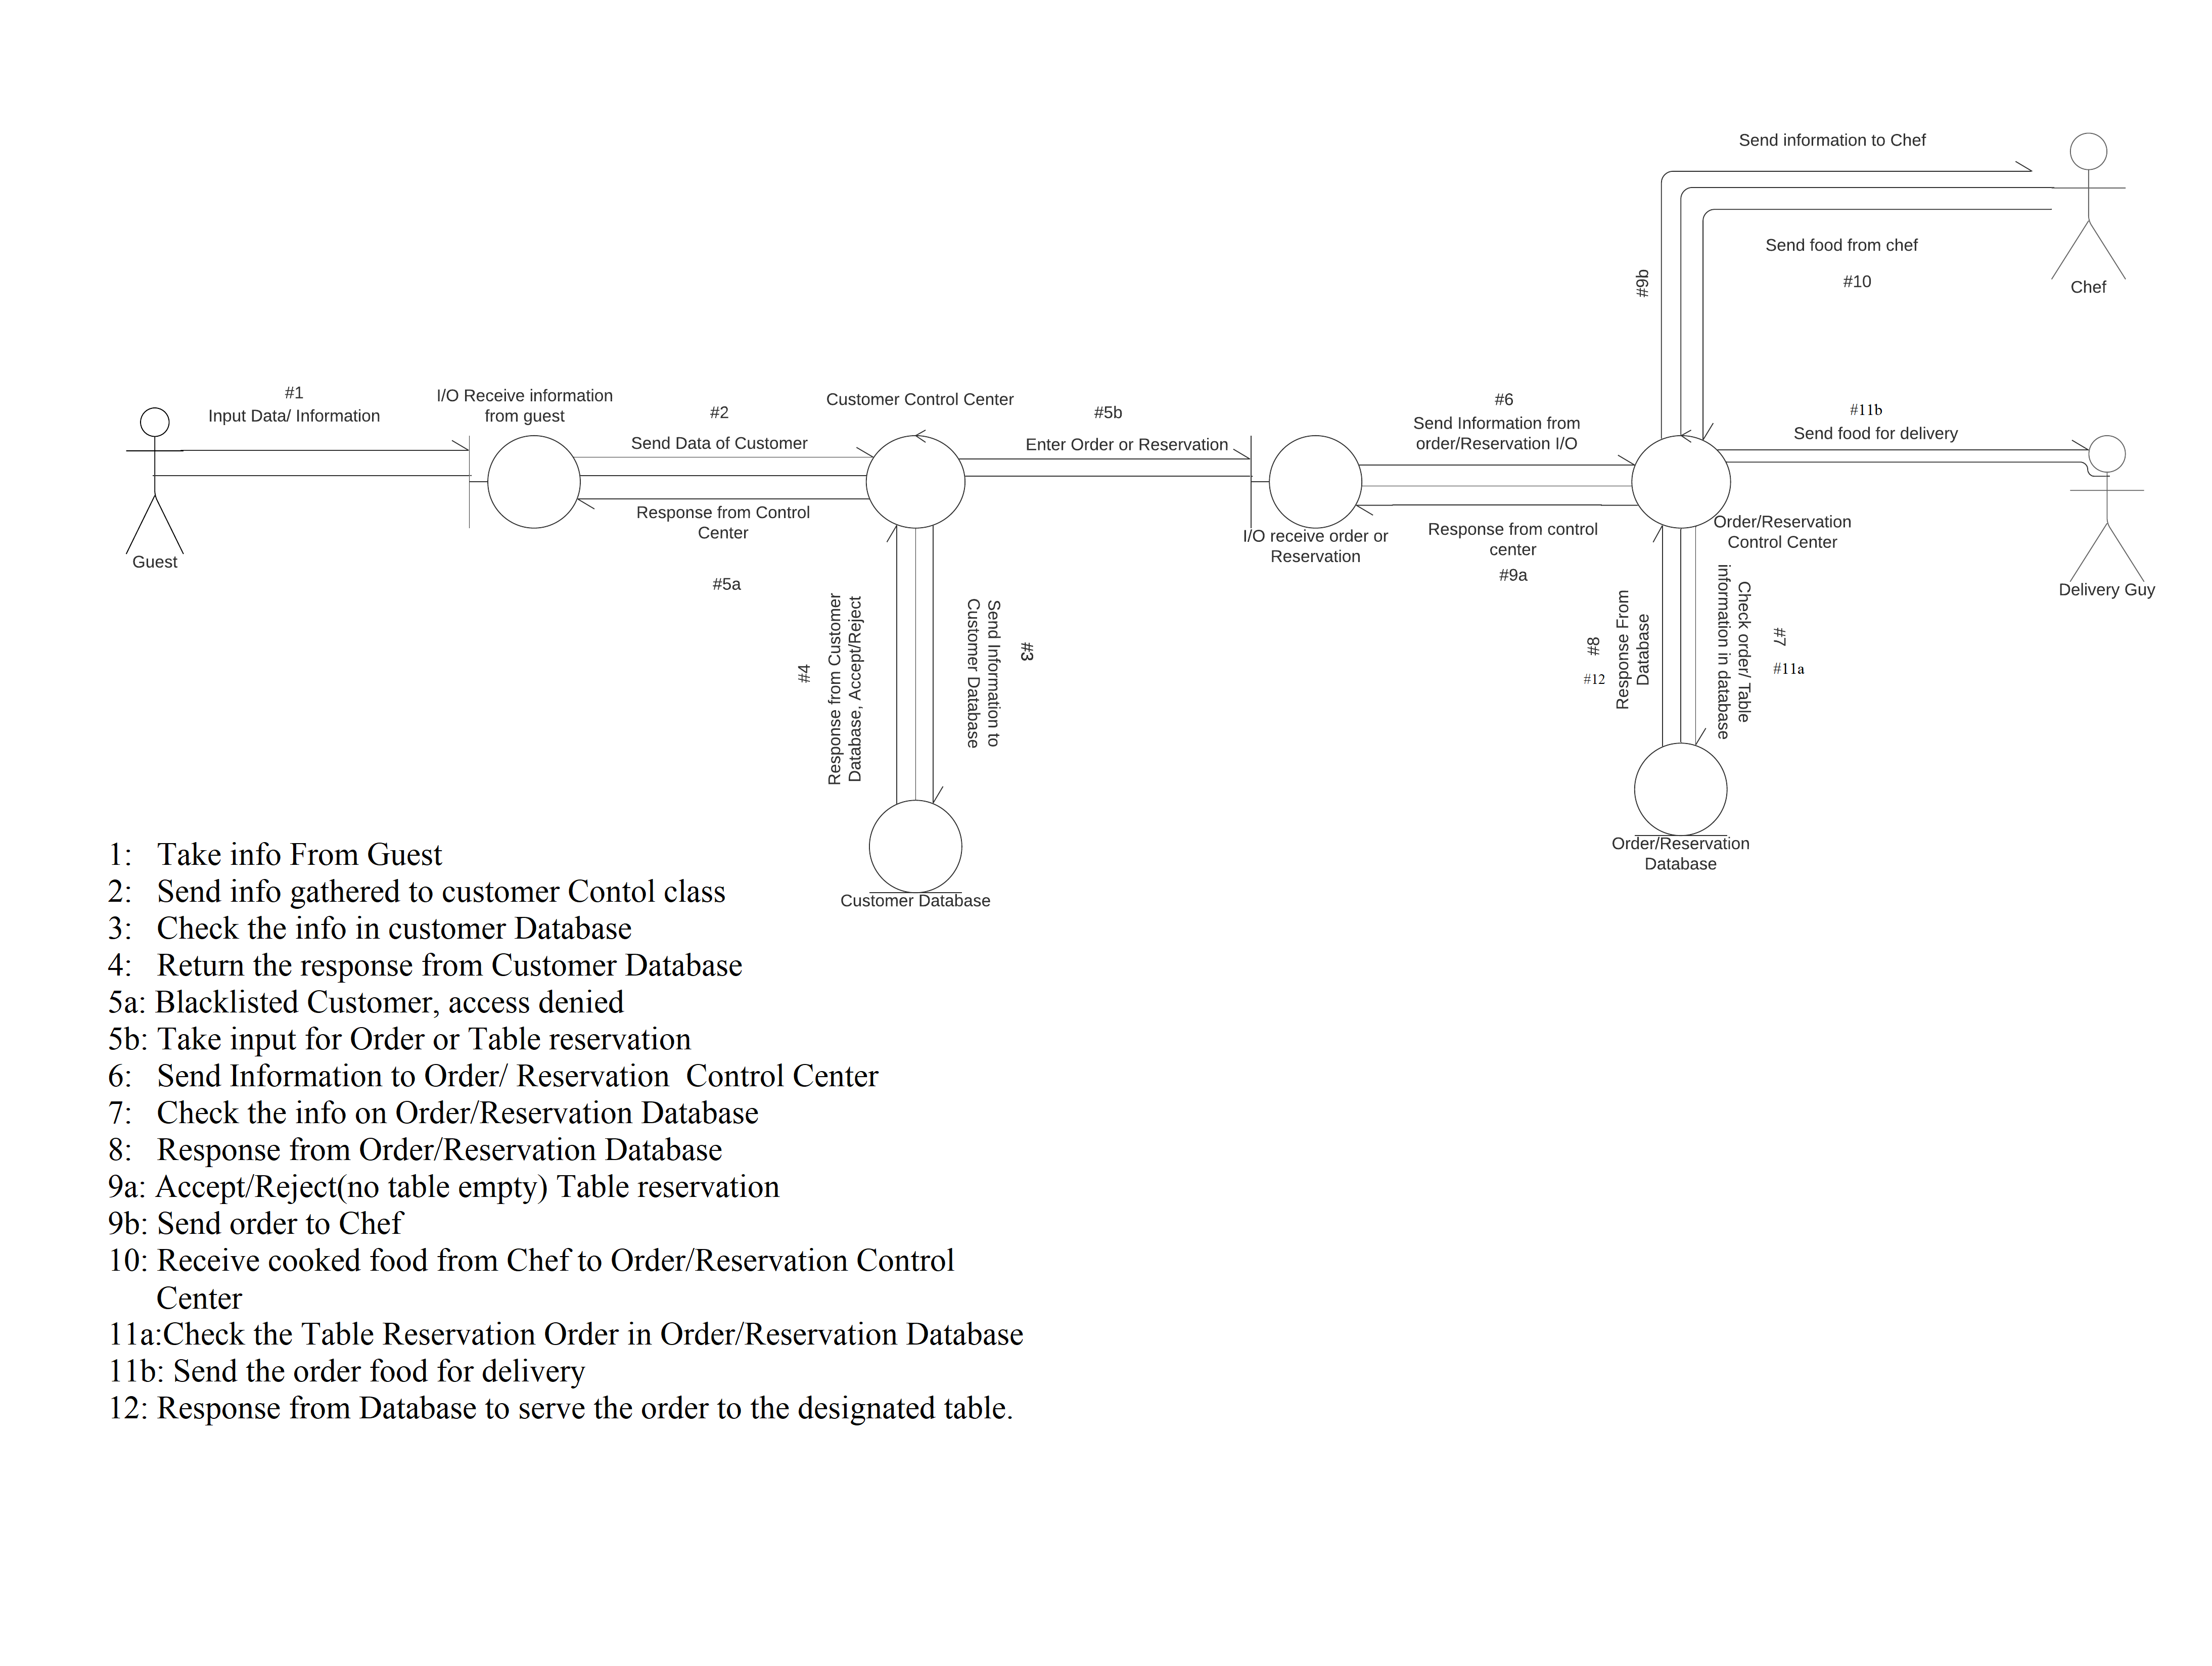 Send information to Chef
Send food from chef
#10
Chef
#9b
#1
Input Data/ Information
I/O Receive information
from guest
#2
Send Data of Customer
Customer Control Center
#5b
Enter Order or Reservation
#6
Send Information from
order/Reservation I/O
#11b
Send food for delivery
Guest
Response from Control
Center
#5a
I/O receive order or
Reservation
Response from control
center
#9a
Order/Reservation
Control Center
Delivery Guy
#4
Response from Customer
Database, Accept/Reject
Send Information to
Customer Database
#3
#8
#12
Response From
Database
Check order/ Table
information in database
#7
#11a
Order/Reservation
Database
Customer Database
1: Take info From Guest
2: Send info gathered to customer Contol class
3: Check the info in customer Database
4: Return the response from Customer Database
5a: Blacklisted Customer, access denied
5b: Take input for Order or Table reservation
6: Send Information to Order/ Reservation Control Center
7: Check the info on Order/Reservation Database
8: Response from Order/Reservation Database
9a: Accept/Reject(no table empty) Table reservation
9b: Send order to Chef
10: Receive cooked food from Chef to Order/Reservation Control
Center
11a:Check the Table Reservation Order in Order/Reservation Database
11b: Send the order food for delivery
12: Response from Database to serve the order to the designated table.